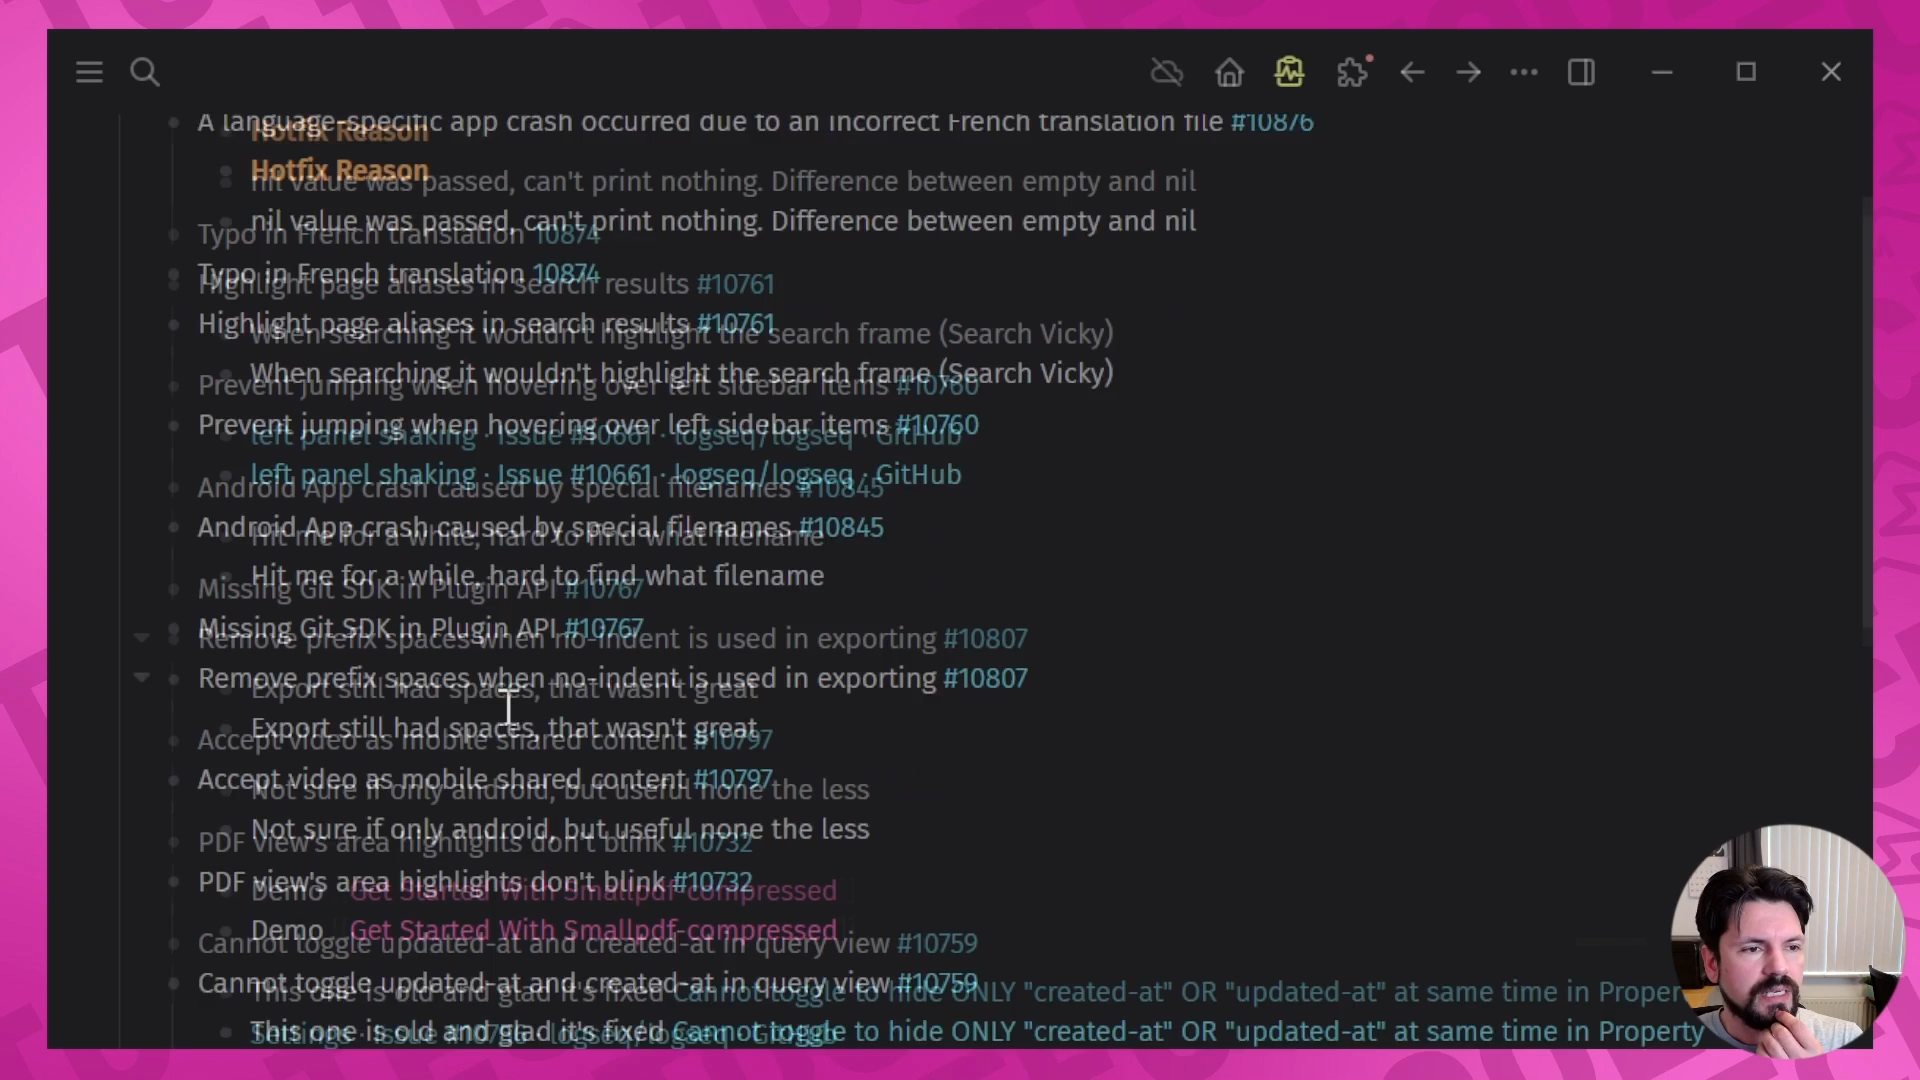 A language-specific app crash occurred due to an incorrect French translation file #10876
Hotfix Reason
nil value was passed, can't print nothing. Difference between empty and nil
Typo in French translation 10874
Highlight page aliases in search results #10761
When searching it wouldn't highlight the search frame (Search Vicky)
Prevent jumping when hovering over left sidebar items #10760
left panel shaking · Issue #10661 · logseq/logseq · GitHub
Android App crash caused by special filenames #10845
Hit me for a while, hard to find what filename
Missing Git SDK in Plugin API #10767
Remove prefix spaces when no-indent is used in exporting #10807
Export still had spaces, that wasn't great
Accept video as mobile shared content #10797
Not sure if only android, but useful none the less
PDF view's area highlights don't blink #10732
Demo Get Started With Smallpdf-compressed
Cannot toggle updated-at and created-at in query view #10759
This one is old and glad it's fixed Cannot toggle to hide ONLY "created-at" OR "updated-at" at same time in Property